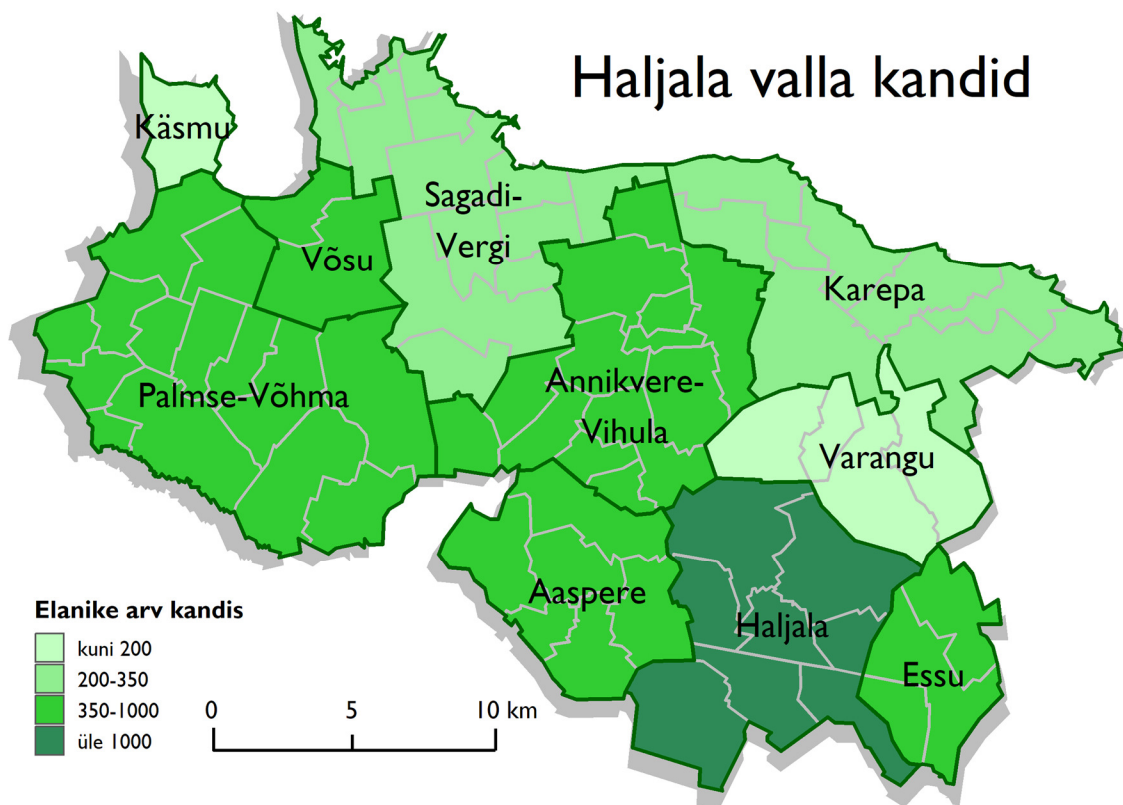 Haljala valla kandid
Käsmu
Sagadi-
Vergi
Võsu
Karepa
Palmse-Võhma
Annikvere-
Vihula
Varangu
Aaspere
Haljala
Essu
Elanike arv kandis
kuni 200
200-350
350-1000
üle 1000
0 5 10 km